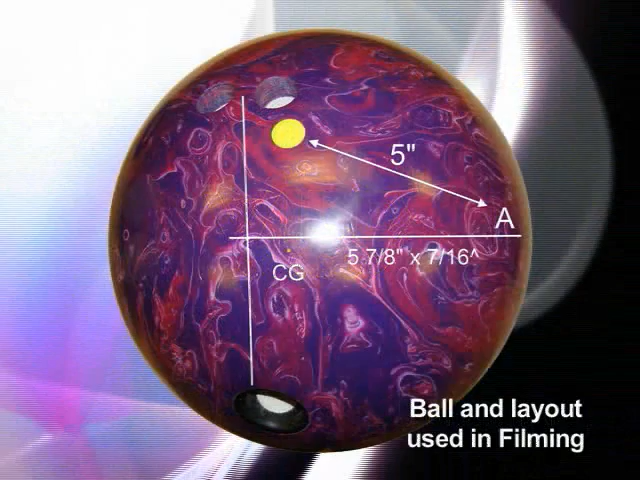 5"
A
5 7/8" x 7/16^
CG
Ball and layout
used in Filming